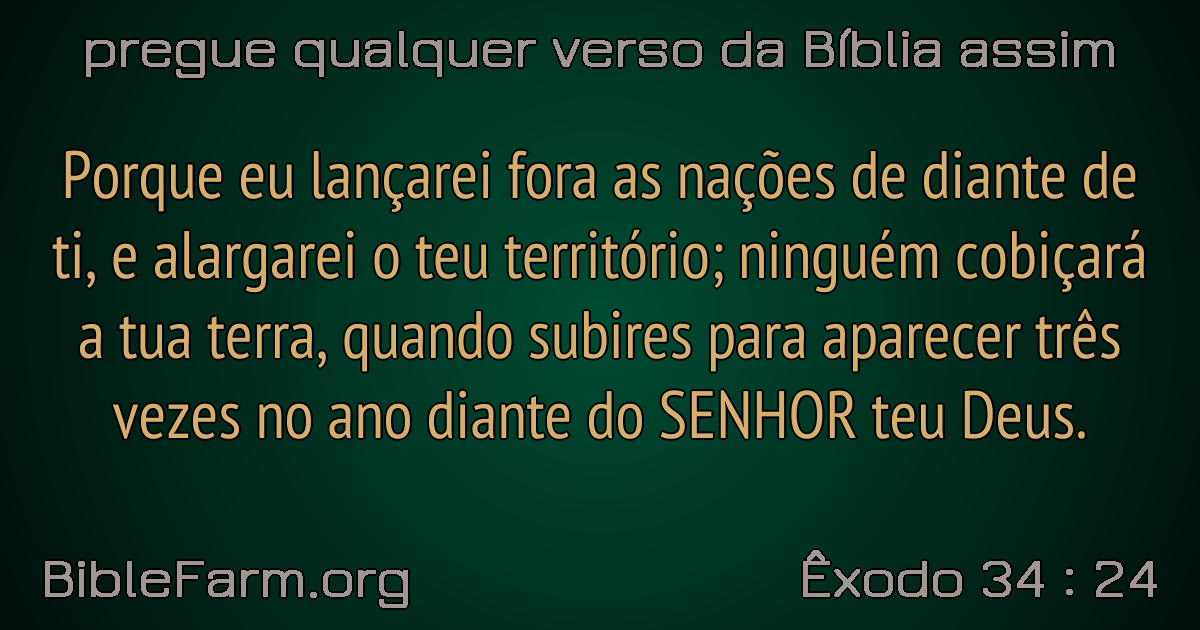 pregue qualquer verso da Bíblia assim
Porque eu lançarei fora as nações de diante de
ti, e alargarei o teu território; ninguém cobiçará
a tua terra, quando subires para aparecer três
vezes no ano diante do SENHOR teu Deus.
BibleFarm.org
Êxodo 34 : 24